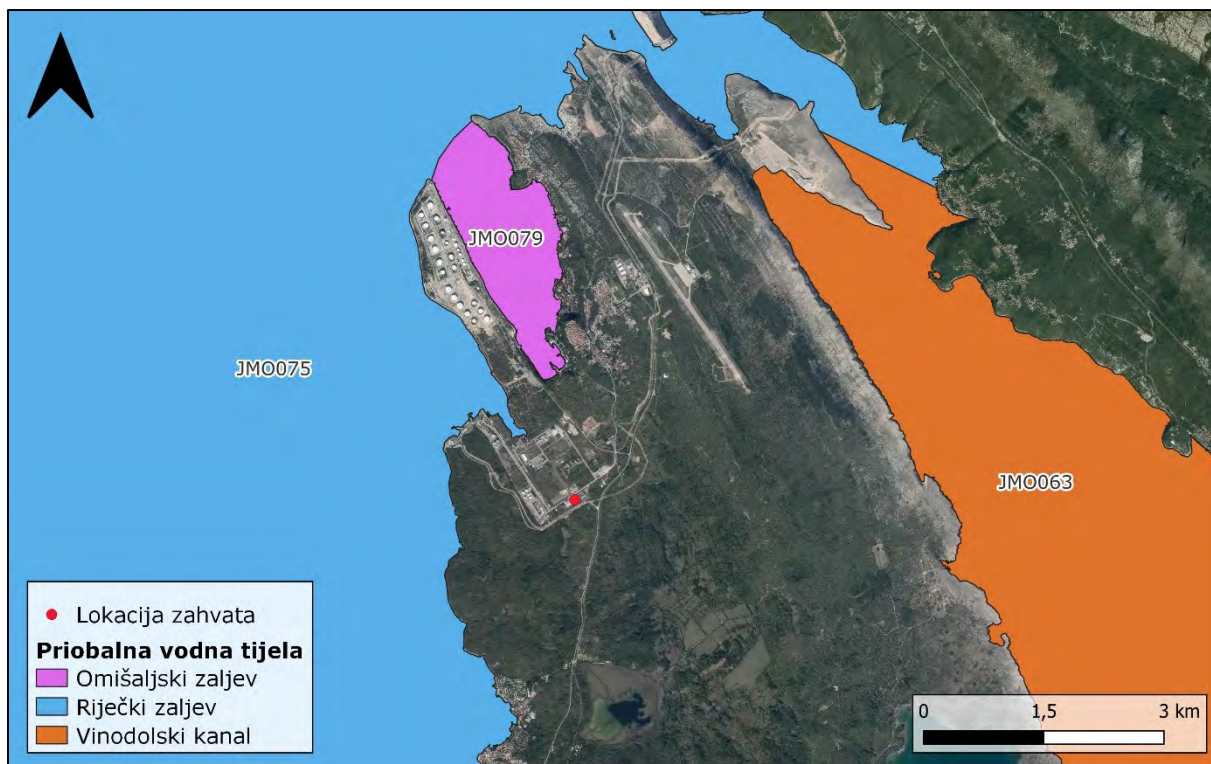 JMO079
JMO075
JMO063
Lokacija zahvata
Priobalna vodna tijela
Omišaljski zaljev
Riječki zaljev
Vinodolski kanal
0 1,5 3 km